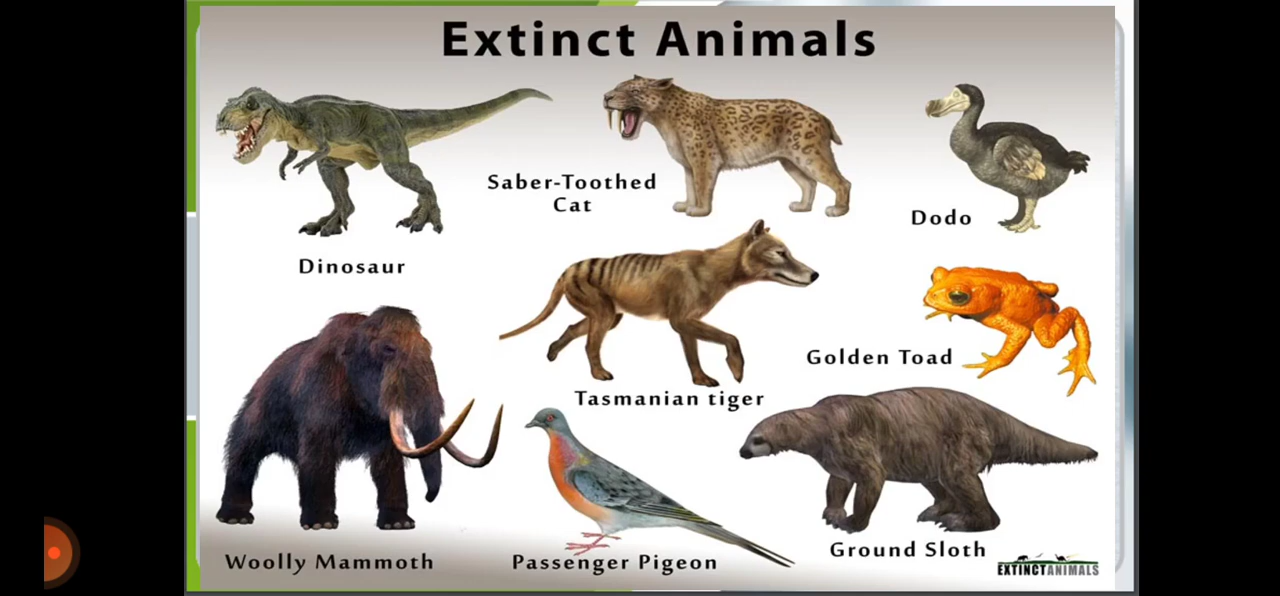 Extinct Animals
Saber-Toothed
Cat
Dodo
Dinosaur
Golden Toad
Tasmanian tiger
Ground Sloth
Woolly Mammoth
Passenger Pigeon
EXTINCTANIMALS